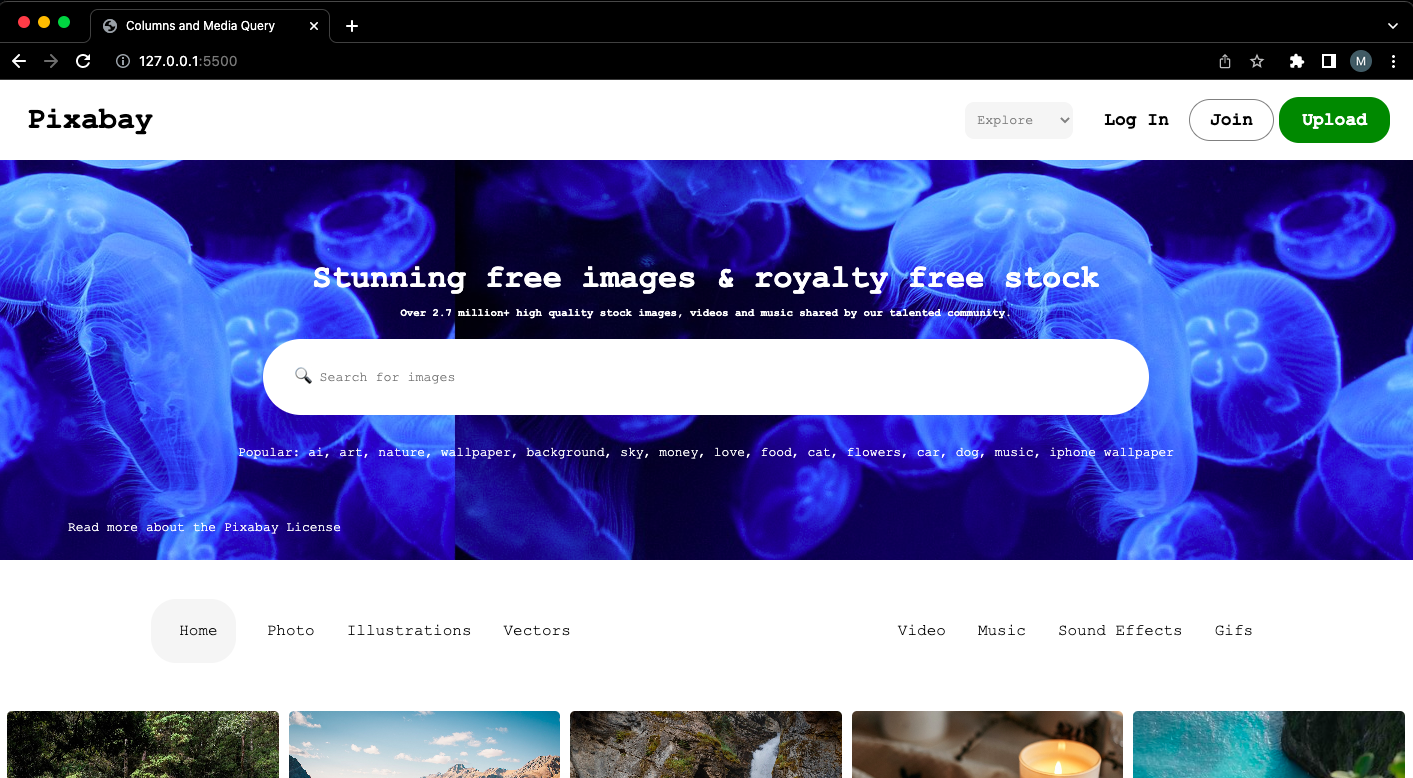 Columns and Media Query
127.0.0.1:5500
M
Pixabay
Explore
Log In
Join
Upload
Stunning free images & royalty free stock
Over 2.7 million+ high quality stock images, videos and music shared by our talented community.
Search for images
Popular: ai, art, nature, wallpaper, background, sky, money, love, food, cat, flowers, car, dog, music, iphone wallpaper
Read more about the Pixabay License
Home Photo Illustrations Vectors Video Music Sound Effects Gifs